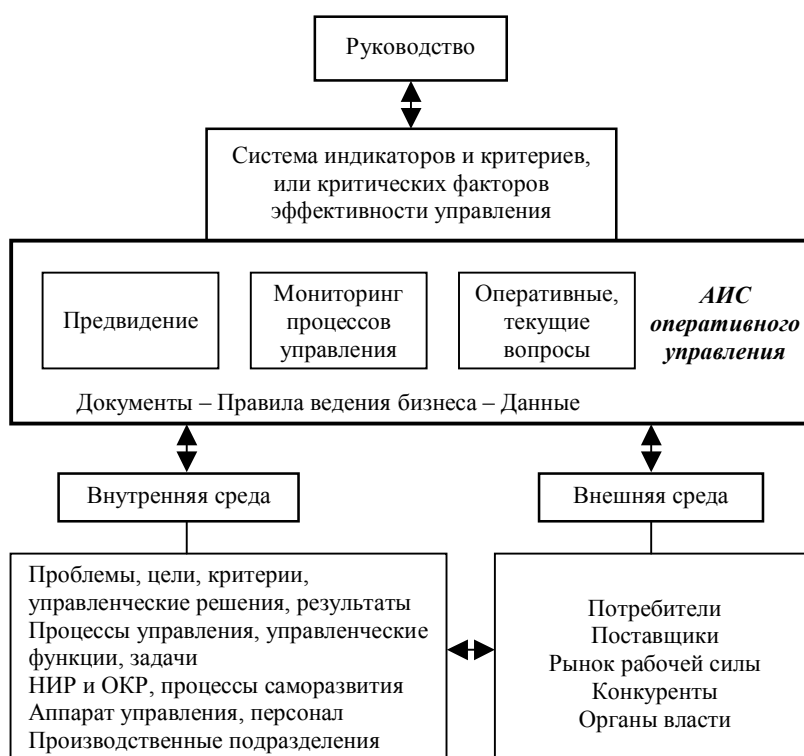 Руководство
Система индикаторов и критериев,
или критических факторов
эффективности управления
Предвидение
Мониторинг
процессов
управления
Оперативные,
текущие
вопросы
АИС
оперативного
управления
Документы – Правила ведения бизнеса – Данные
Внутренняя среда
Внешняя среда
Проблемы, цели, критерии,
управленческие решения, результаты
Процессы управления, управленческие
функции, задачи
НИР и ОКР, процессы саморазвития
Аппарат управления, персонал
Производственные подразделения
Потребители
Поставщики
Рынок рабочей силы
Конкуренты
Органы власти